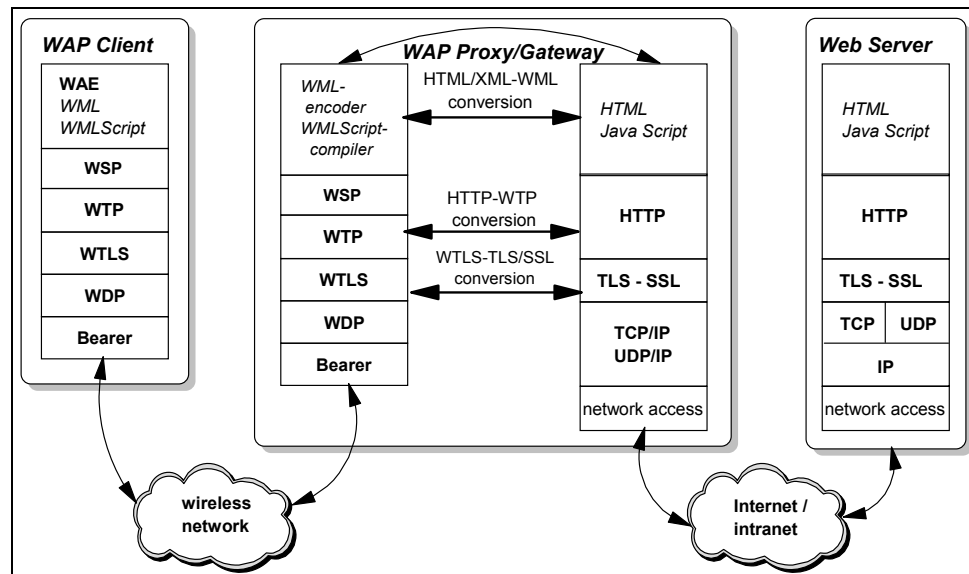 WAP Client
WAE
WML
WMLScript
WSP
WTP
WTLS
WDP
Bearer
WAP Proxy/Gateway
WML-
encoder
WMLScript-
compiler
WSP
WTP
WTLS
WDP
Bearer
HTML/XML-WML
conversion
HTTP-WTP
conversion
WTLS-TLS/SSL
conversion
HTML
Java Script
HTTP
TLS - SSL
TCP/IP
UDP/IP
network access
Web Server
HTML
Java Script
HTTP
TLS - SSL
TCP
UDP
IP
network access
wireless
network
Internet /
intranet